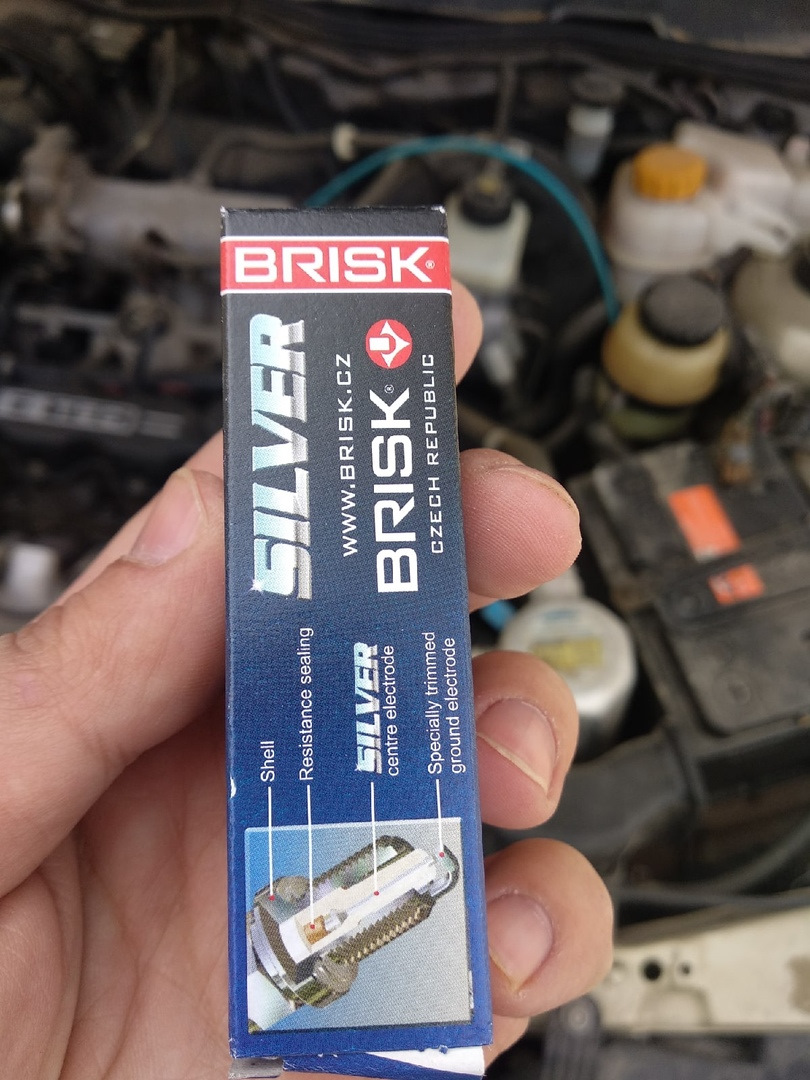 BRISK®
SILVER
WWW.BRISK.CZ
BRISK®
CZECH REPUBLIC
Shell
Resistance sealing
SILVER
centre electrode
Specially trimmed
ground electrode